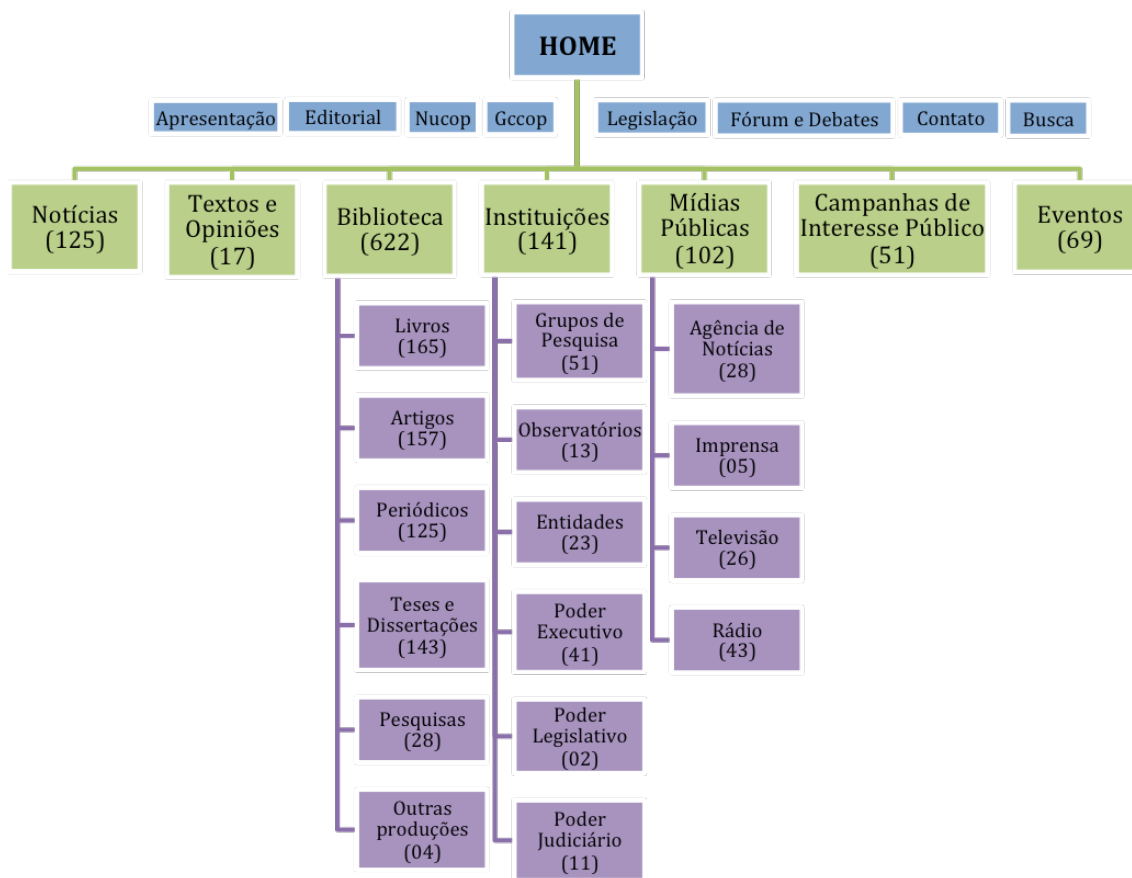 HOME
Apresentação
Editorial
Nucop
Gccop
Legislação
Fórum e Debates
Contato
Busca
Notícias
(125)
Textos e
Opiniões
(17)
Biblioteca
(622)
Instituições
(141)
Mídias
Públicas
(102)
Campanhas de
Interesse Público
(51)
Eventos
(69)
Livros
(165)
Artigos
(157)
Periódicos
(125)
Teses e
Dissertações
(143)
Pesquisas
(28)
Outras
produções
(04)
Grupos de
Pesquisa
(51)
Observatórios
(13)
Entidades
(23)
Poder
Executivo
(41)
Poder
Legislativo
(02)
Poder
Judiciário
(11)
Agência de
Notícias
(28)
Imprensa
(05)
Televisão
(26)
Rádio
(43)